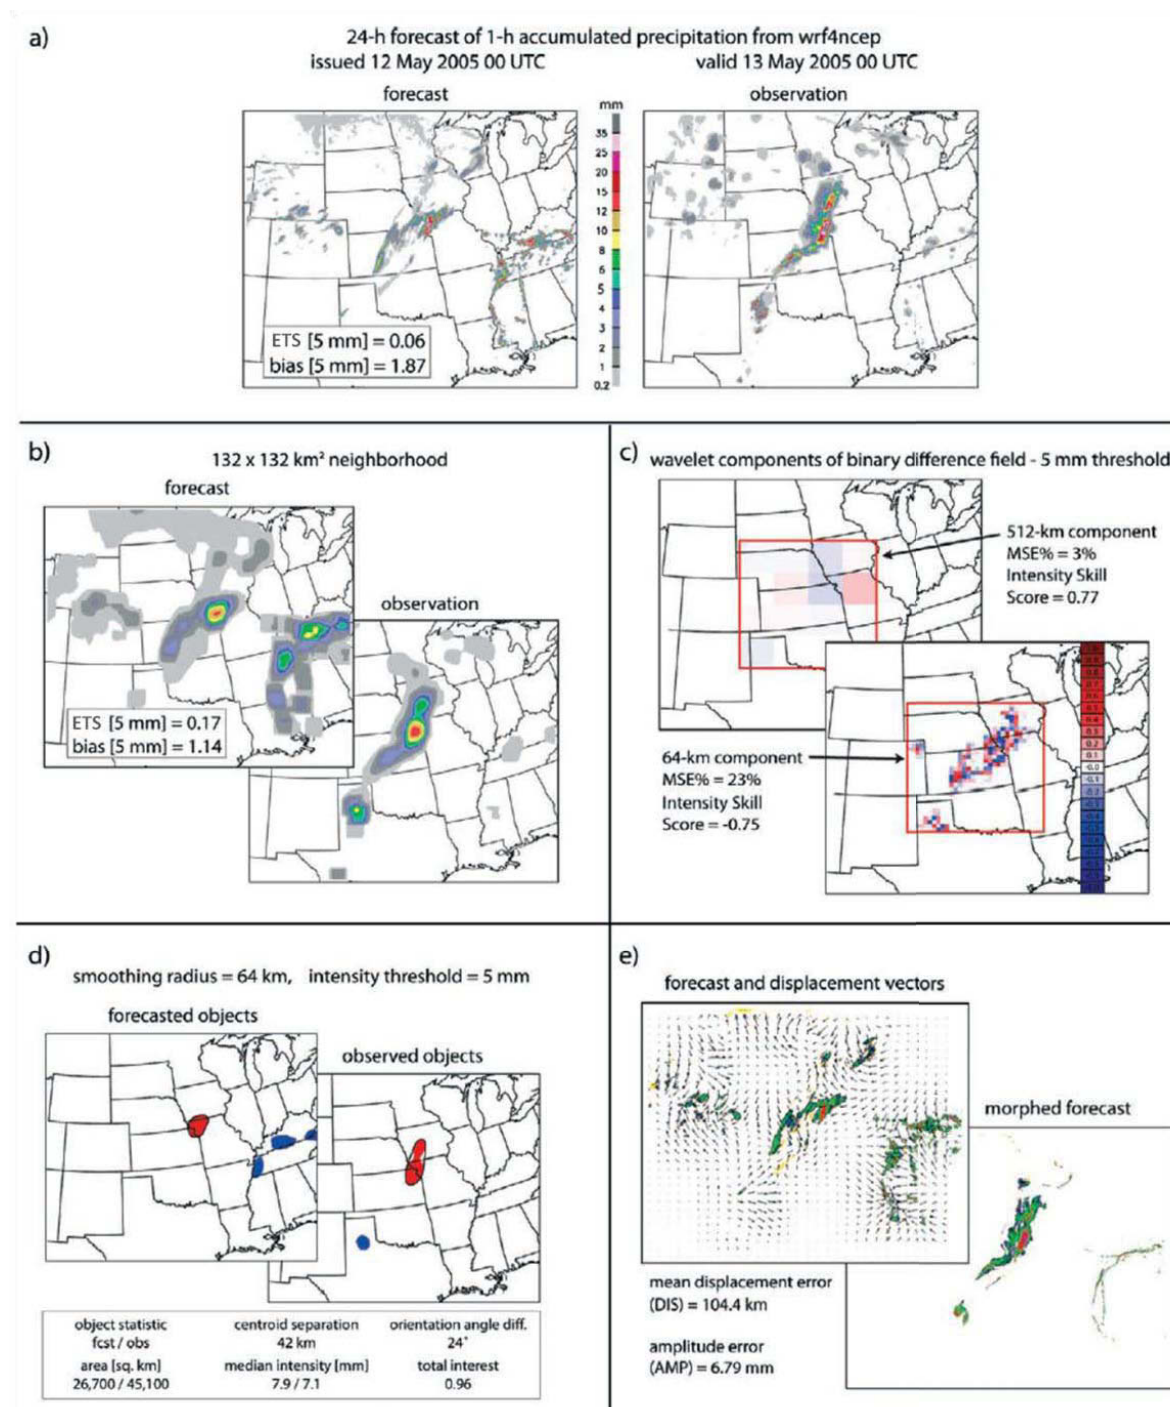 a)
24-h forecast of 1-h accumulated precipitation from wrf4ncep
issued 12 May 2005 00 UTC
valid 13 May 2005 00 UTC
forecast
observation
mm
35
25
20
15
12
10
8
6
5
4
3
2
1
0.2
ETS [5 mm] = 0.06
bias [5 mm] = 1.87
b)
132 x 132 km² neighborhood
forecast
observation
ETS [5 mm] = 0.17
bias [5 mm] = 1.14
c)
wavelet components of binary difference field - 5 mm threshold
512-km component
MSE% = 3%
Intensity Skill
Score = 0.77
64-km component
MSE% = 23%
Intensity Skill
Score = -0.75
d)
smoothing radius = 64 km, intensity threshold = 5 mm
forecasted objects
observed objects
object statistic
fcst / obs
centroid separation
42 km
orientation angle diff.
24°
area [sq. km]
26,700 / 45,100
median intensity [mm]
7.9 / 7.1
total interest
0.96
e)
forecast and displacement vectors
morphed forecast
mean displacement error
(DIS) = 104.4 km
amplitude error
(AMP) = 6.79 mm